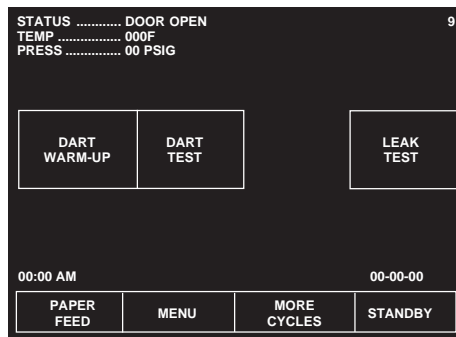 STATUS ........... DOOR OPEN 9
TEMP ................. 000F
PRESS ............... 00 PSIG
DART WARM-UP DART TEST LEAK TEST
00:00 AM 00-00-00
PAPER FEED MENU MORE CYCLES STANDBY